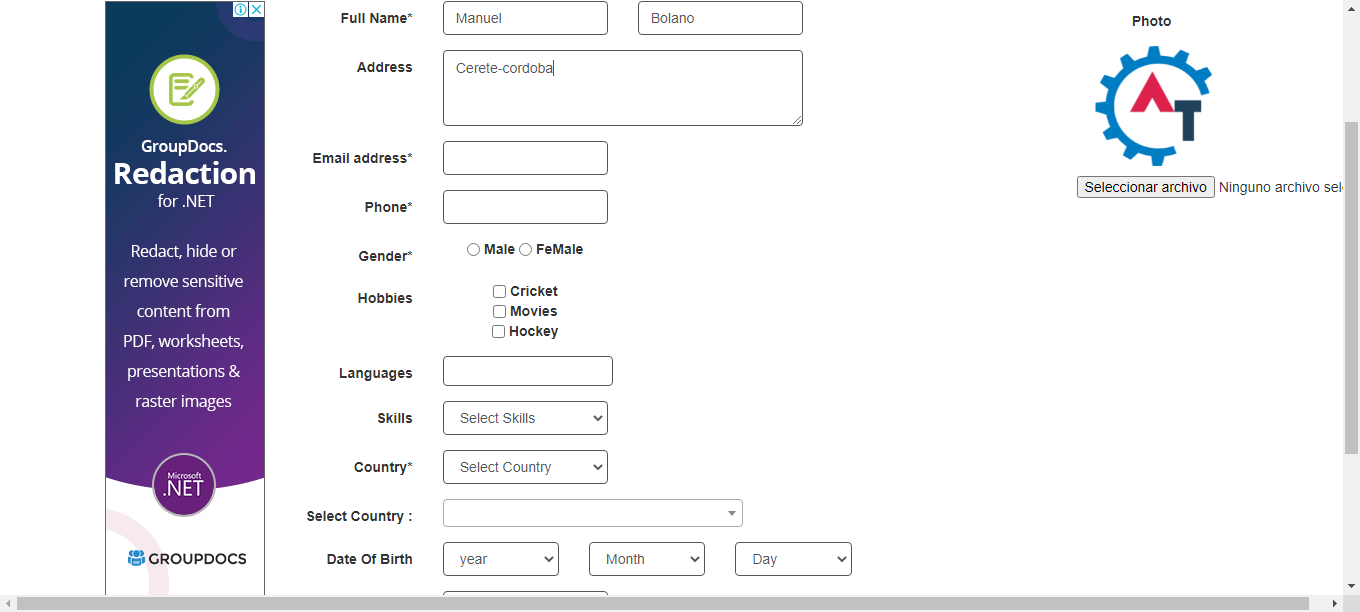 GroupDocs.
Redaction
for .NET
Redact, hide or
remove sensitive
content from
PDF, worksheets,
presentations &
raster images
Microsoft
.NET
GROUPDOCS
Full Name*
Manuel
Bolano
Address
Cerete-cordoba
Email address*
Phone*
Gender*
Male
FeMale
Hobbies
Cricket
Movies
Hockey
Languages
Skills
Select Skills
Country*
Select Country
Select Country :
Date Of Birth
year
Month
Day
Photo
AT
Seleccionar archivo
Ninguno archivo sel